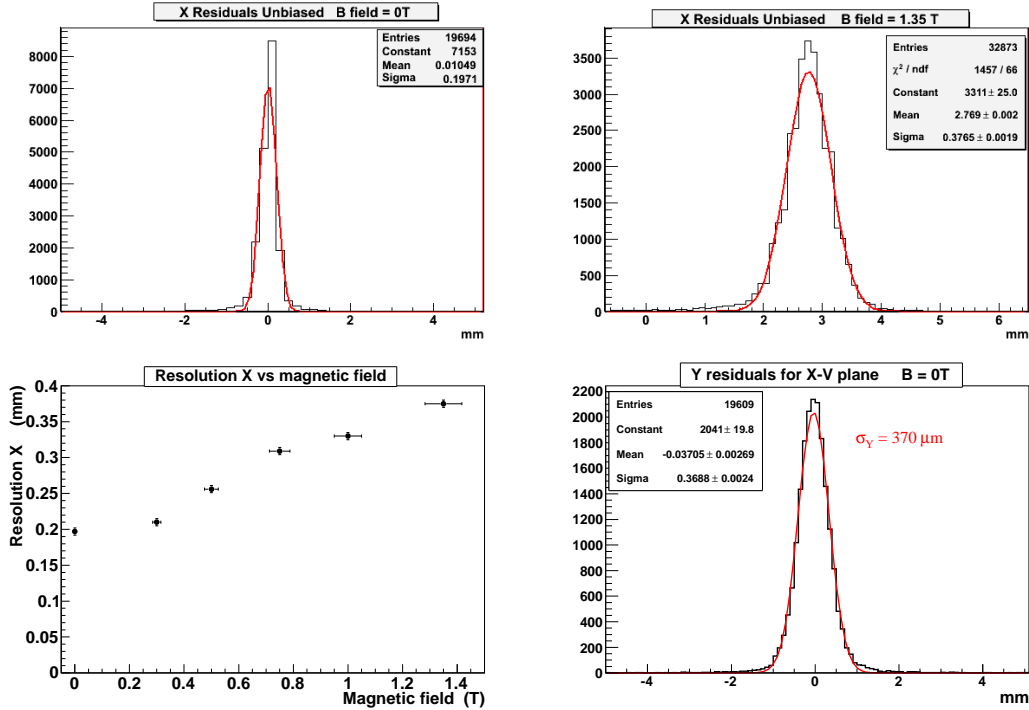 X Residuals Unbiased B field = 0T
Entries 19694
Constant 7153
Mean 0.01049
Sigma 0.1971
8000
7000
6000
5000
4000
3000
2000
1000
0
-4 -2 0 2 4
mm
X Residuals Unbiased B field = 1.35 T
Entries 32873
χ² / ndf 1457 / 66
Constant 3311 ± 25.0
Mean 2.769 ± 0.002
Sigma 0.3765 ± 0.0019
3500
3000
2500
2000
1500
1000
500
0
0 1 2 3 4 5 6
mm
Resolution X vs magnetic field
Resolution X (mm)
0.4
0.35
0.3
0.25
0.2
0.15
0.1
0.05
0
0 0.2 0.4 0.6 0.8 1 1.2 1.4
Magnetic field (T)
Y residuals for X-V plane B = 0T
Entries 19609
Constant 2041 ± 19.8
Mean -0.03705 ± 0.00269
Sigma 0.3688 ± 0.0024
σY = 370 μm
2200
2000
1800
1600
1400
1200
1000
800
600
400
200
0
-4 -2 0 2 4
mm